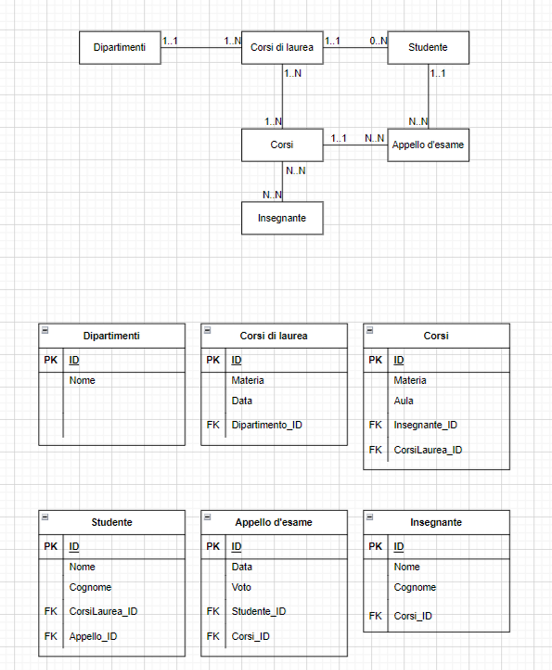 Dipartimenti 1..1 1..N Corsi di laurea 1..1 0..N Studente
1..N 1..1
1..N N..N
Corsi 1..1 N..N Appello d'esame
N..N
N..N
Insegnante
Dipartimenti
PK ID
Nome
Corsi di laurea
PK ID
Materia
Data
FK Dipartimento_ID
Corsi
PK ID
Materia
Aula
FK Insegnante_ID
FK CorsiLaurea_ID
Studente
PK ID
Nome
Cognome
FK CorsiLaurea_ID
FK Appello_ID
Appello d'esame
PK ID
Data
Voto
FK Studente_ID
FK Corsi_ID
Insegnante
PK ID
Nome
Cognome
FK Corsi_ID